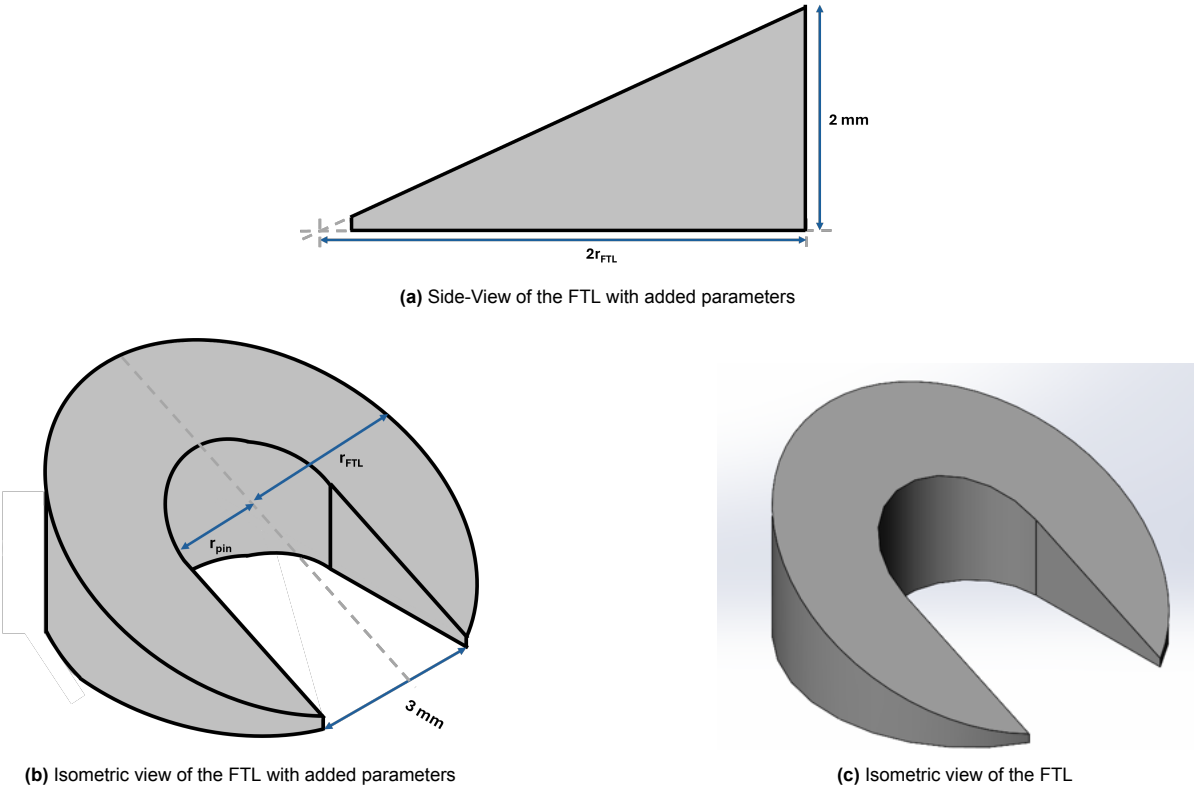 2 mm
2rFTL
(a) Side-View of the FTL with added parameters
rFTL
rpin
3 mm
(b) Isometric view of the FTL with added parameters
(c) Isometric view of the FTL